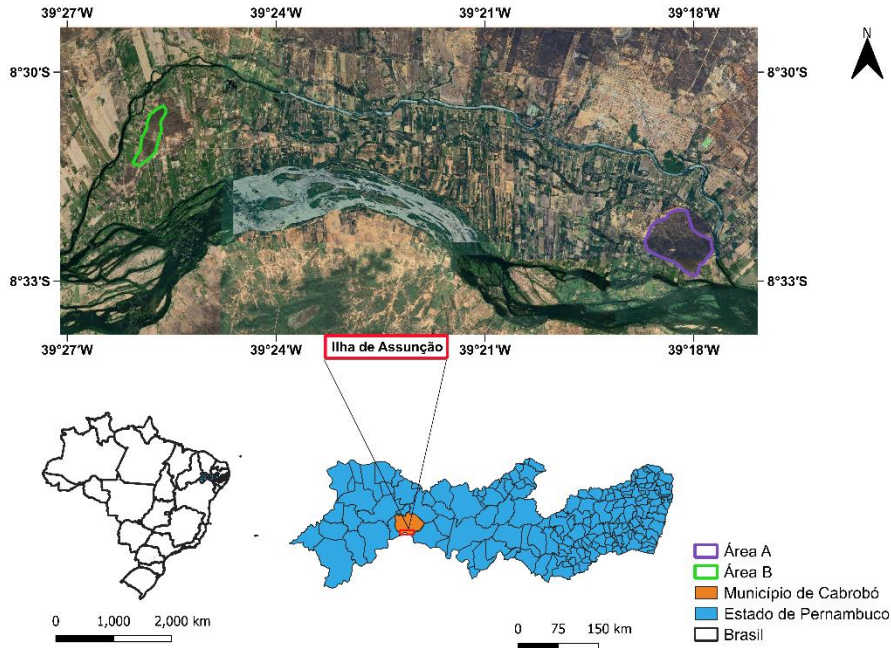 39°27'W 39°24'W 39°21'W 39°18'W
N
8°30'S 8°30'S
8°33'S 8°33'S
39°27'W 39°24'W 39°21'W 39°18'W
Ilha de Assunção
Área A
Área B
Município de Cabrobó
Estado de Pernambuco
Brasil
0 1,000 2,000 km
0 75 150 km